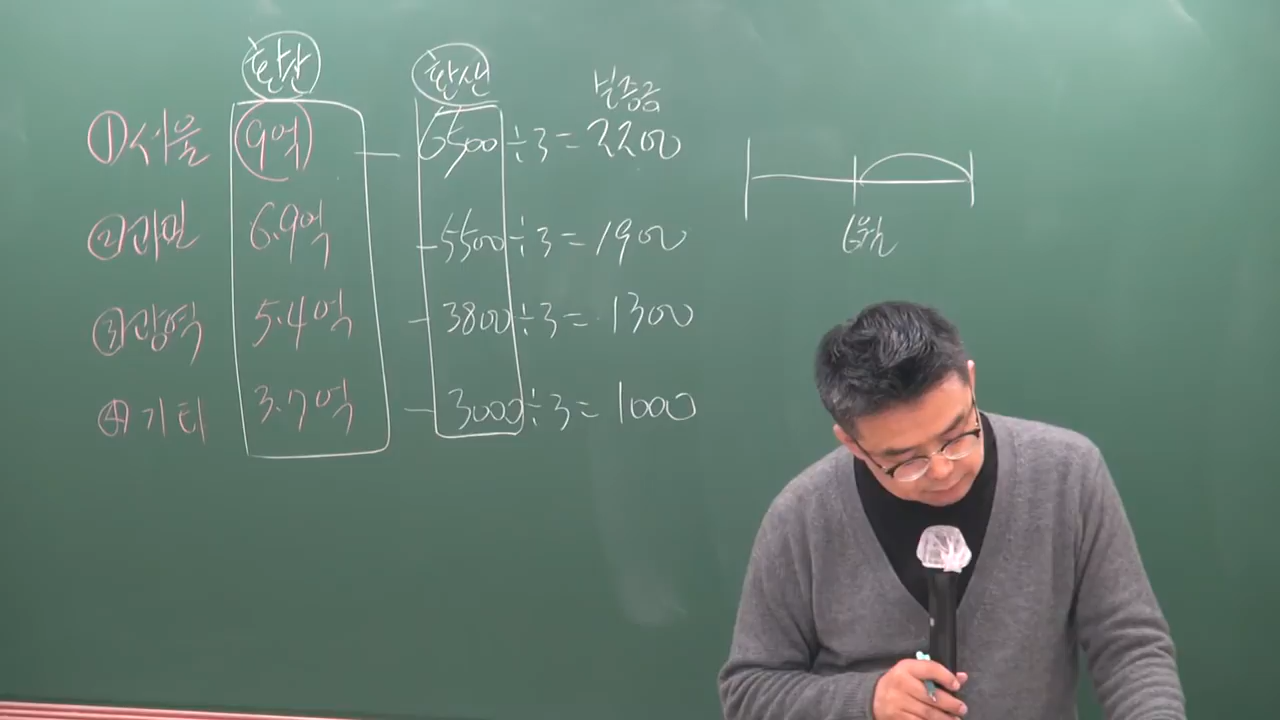 환산 환산 보증금
①서울 9억 6500÷3=2200
②과밀 6.9억 5500÷3=1900
③광역 5.4억 3800÷3=1300
④기타 3.7억 3000÷3=1000
6월